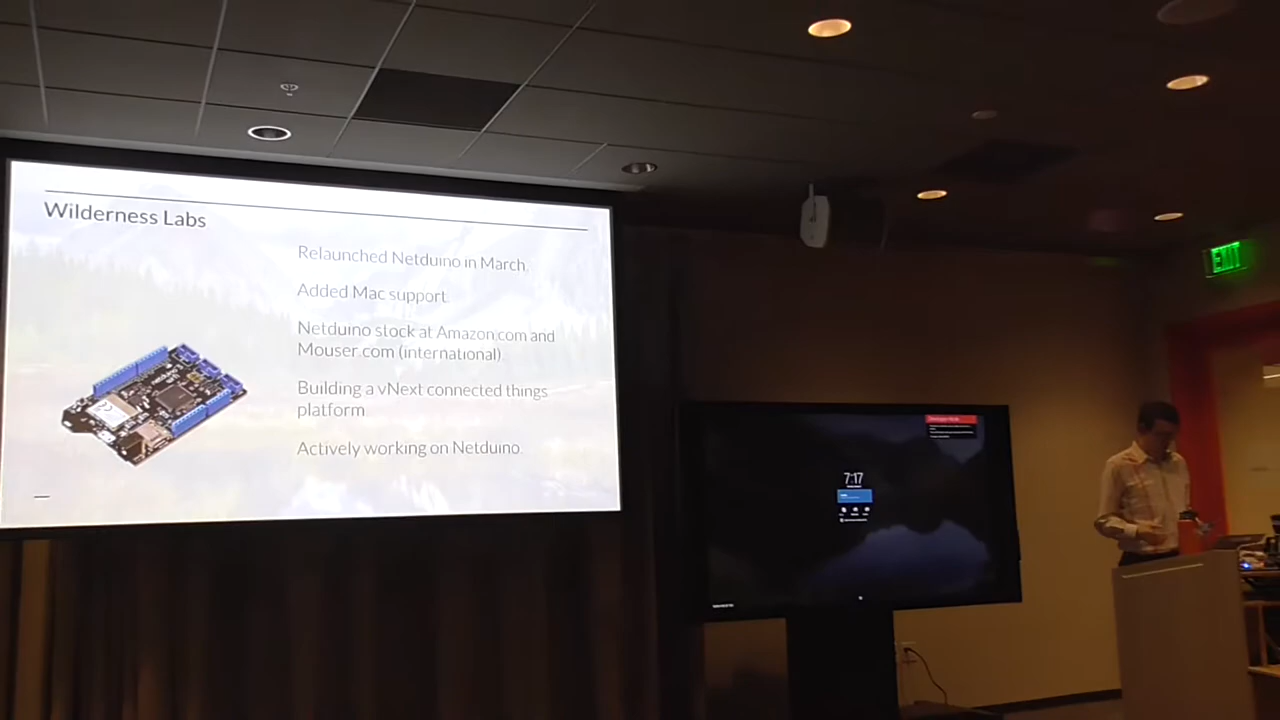 Wilderness Labs
Relaunched Netduino in March.
Added Mac support.
Netduino stock at Amazon.com and
Mouser.com (international).
Building a vNext connected things
platform
Actively working on Netduino.
7:17
EXIT